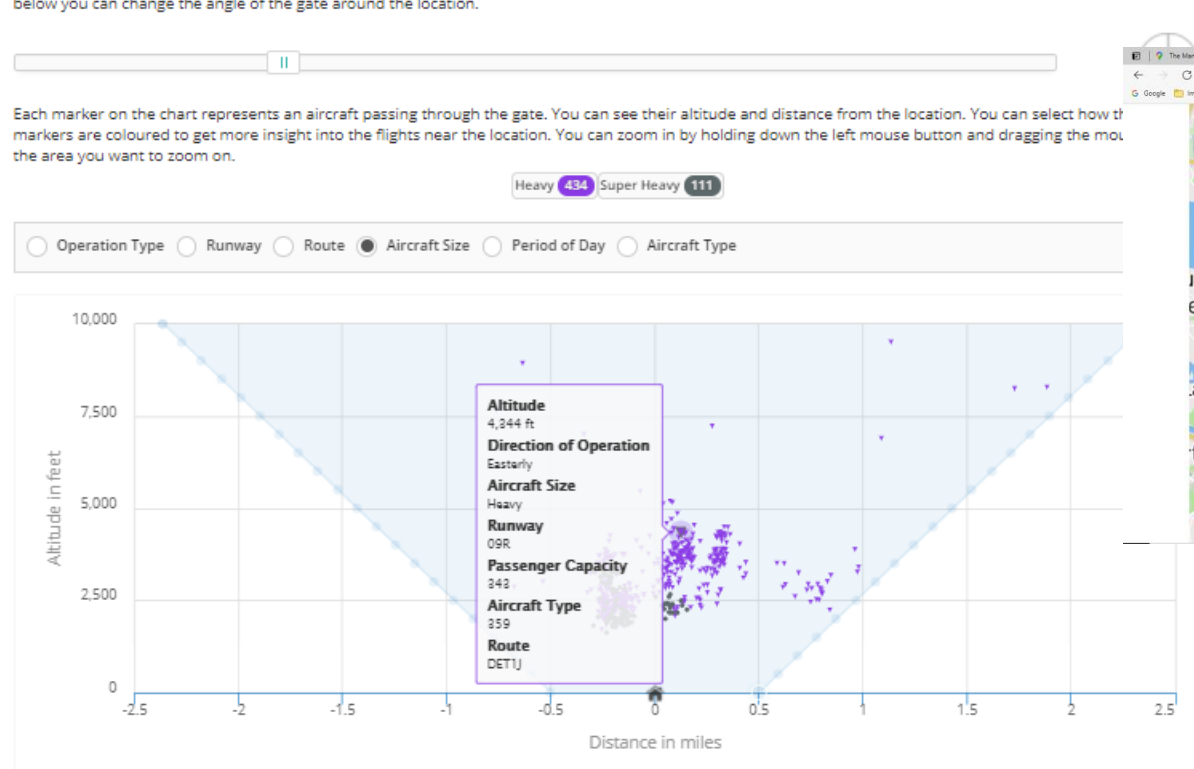 below you can change the angle of the gate around the location.
The Mar
Google
Each marker on the chart represents an aircraft passing through the gate. You can see their altitude and distance from the location. You can select how th
markers are coloured to get more insight into the flights near the location. You can zoom in by holding down the left mouse button and dragging the mou
the area you want to zoom on.
Heavy 434 Super Heavy 111
Operation Type Runway Route Aircraft Size Period of Day Aircraft Type
10,000
7,500
5,000
2,500
0
Altitude in feet
Altitude
4,344 ft
Direction of Operation
Easterly
Aircraft Size
Heavy
Runway
09R
Passenger Capacity
343
Aircraft Type
359
Route
DET1J
-2.5 -2 -1.5 -1 -0.5 0 0.5 1 1.5 2 2.5
Distance in miles